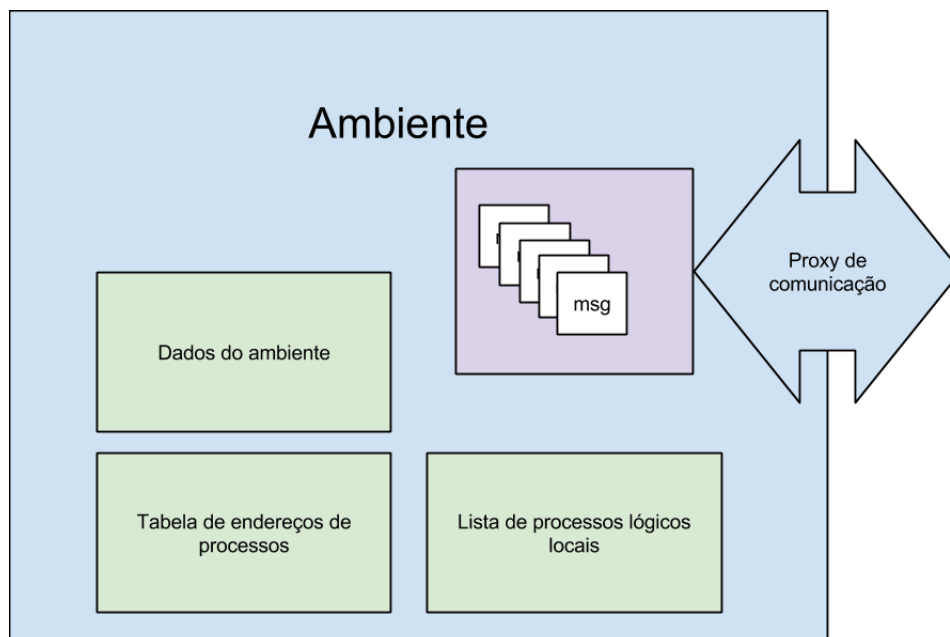 Ambiente
Proxy de
comunicação
msg
Dados do ambiente
Tabela de endereços de
processos
Lista de processos lógicos
locais